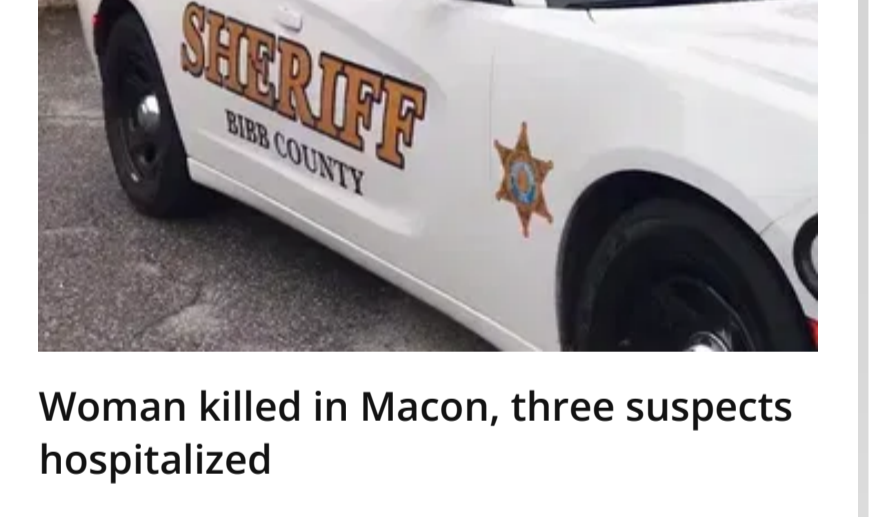 SHERIFF
BIBB COUNTY
Woman killed in Macon, three suspects
hospitalized